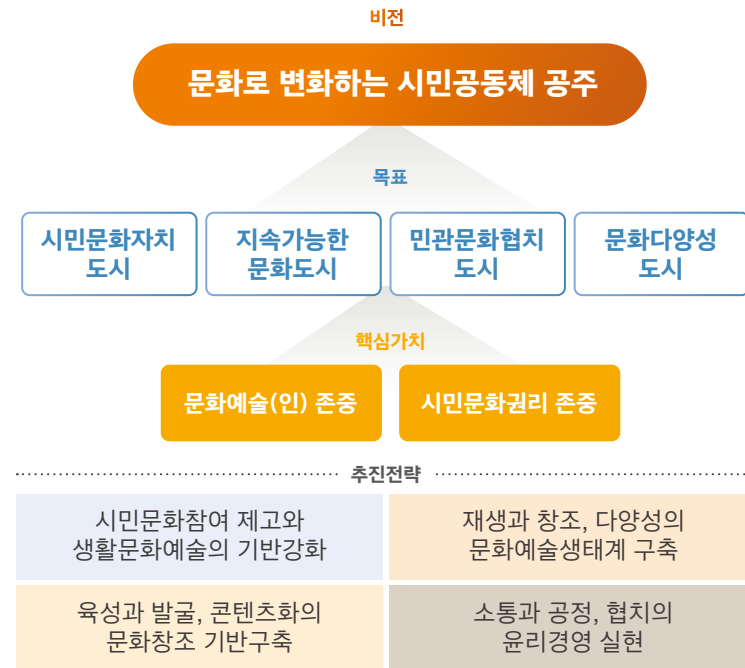 비전
문화로 변화하는 시민공동체 공주
목표
시민문화자치
도시
지속가능한
문화도시
민관문화협치
도시
문화다양성
도시
핵심가치
문화예술(인) 존중
시민문화권리 존중
추진전략
시민문화참여 제고와
생활문화예술의 기반강화
재생과 창조, 다양성의
문화예술생태계 구축
육성과 발굴, 콘텐츠화의
문화창조 기반구축
소통과 공정, 협치의
윤리경영 실현